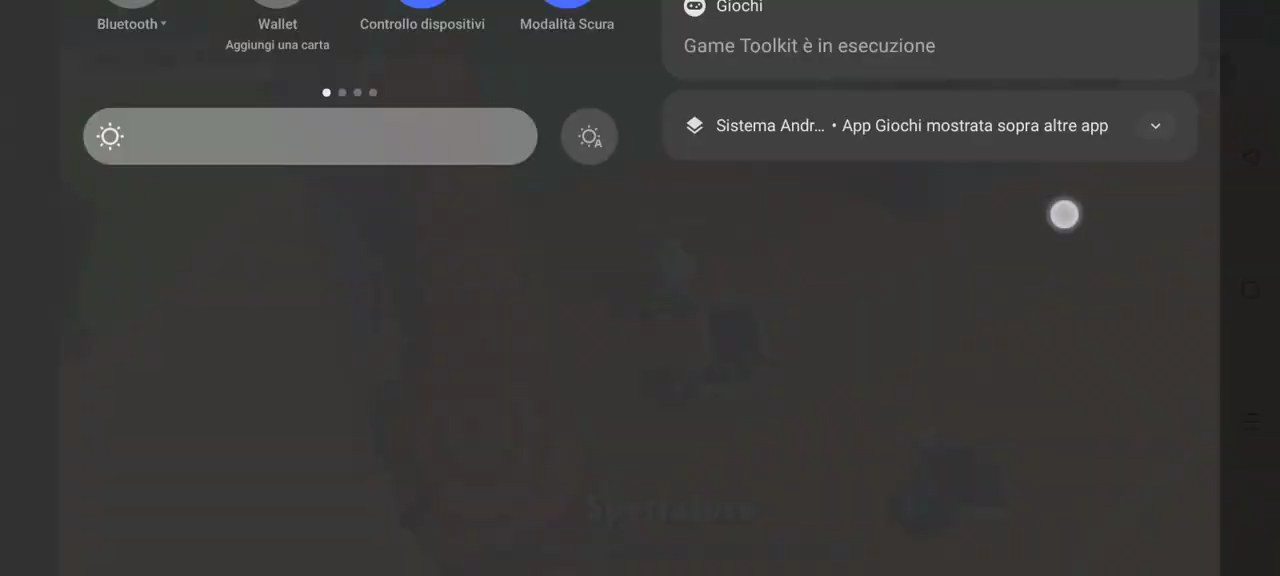 Bluetooth
Wallet
Aggiungi una carta
Controllo dispositivi
Modalità Scura
A
Giochi
Game Toolkit è in esecuzione
Sistema Andr... • App Giochi mostrata sopra altre app
Spettatore